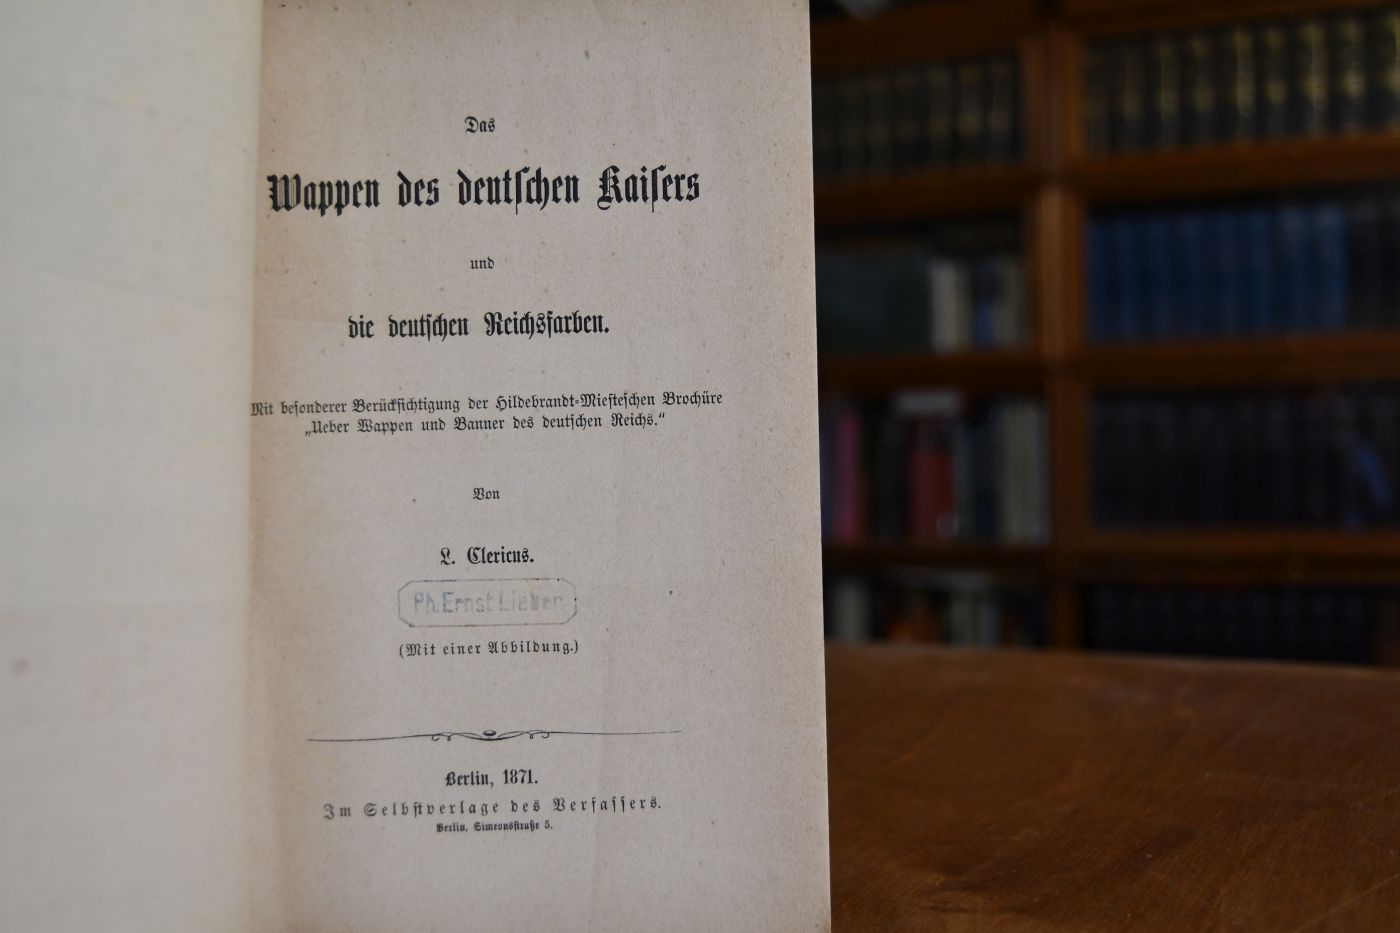 Das
Wappen des deutſchen Kaiſers
und
die deutſchen Reichsfarben.
Mit beſonderer Berückſichtigung der Hildebrandt-Mieſteſchen Brochüre
„Ueber Wappen und Banner des deutſchen Reichs.“
Von
L. Clericus.
Ph. Ernst Lieber
(Mit einer Abbildung.)
Berlin, 1871.
Im Selbſtverlage des Verfaſſers.
Berlin, Simeonsſtraße 5.